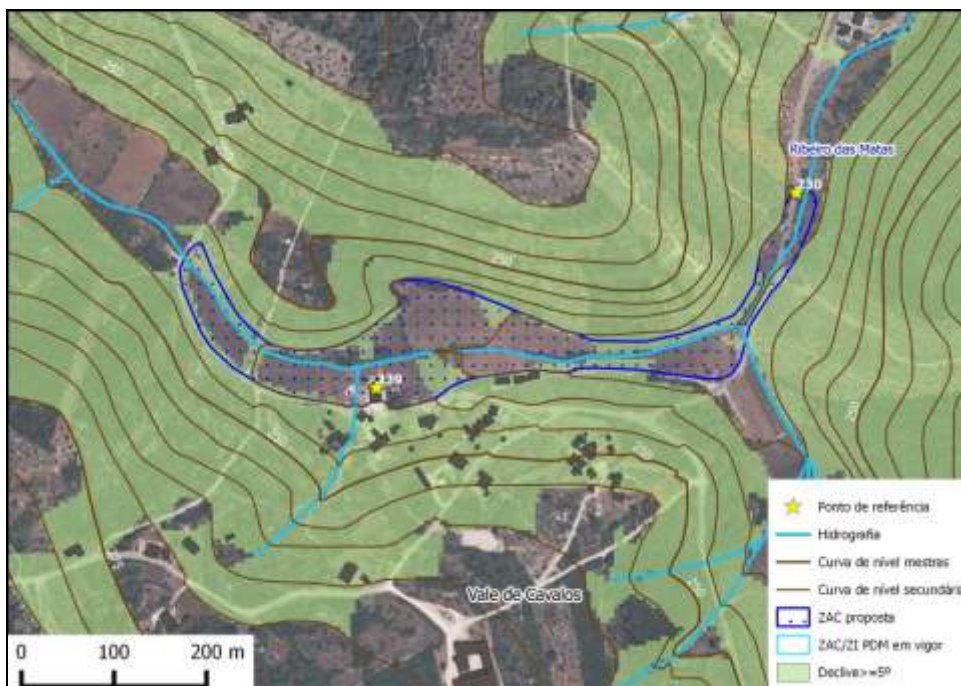 Ribeiro das Matas
230
239
Vale de Cavalos
0 100 200 m
Ponto de referência
Hidrografia
Curva de nível mestras
Curva de nível secundária
ZAC proposta
ZAC/ZI PDM em vigor
Declive>=5º